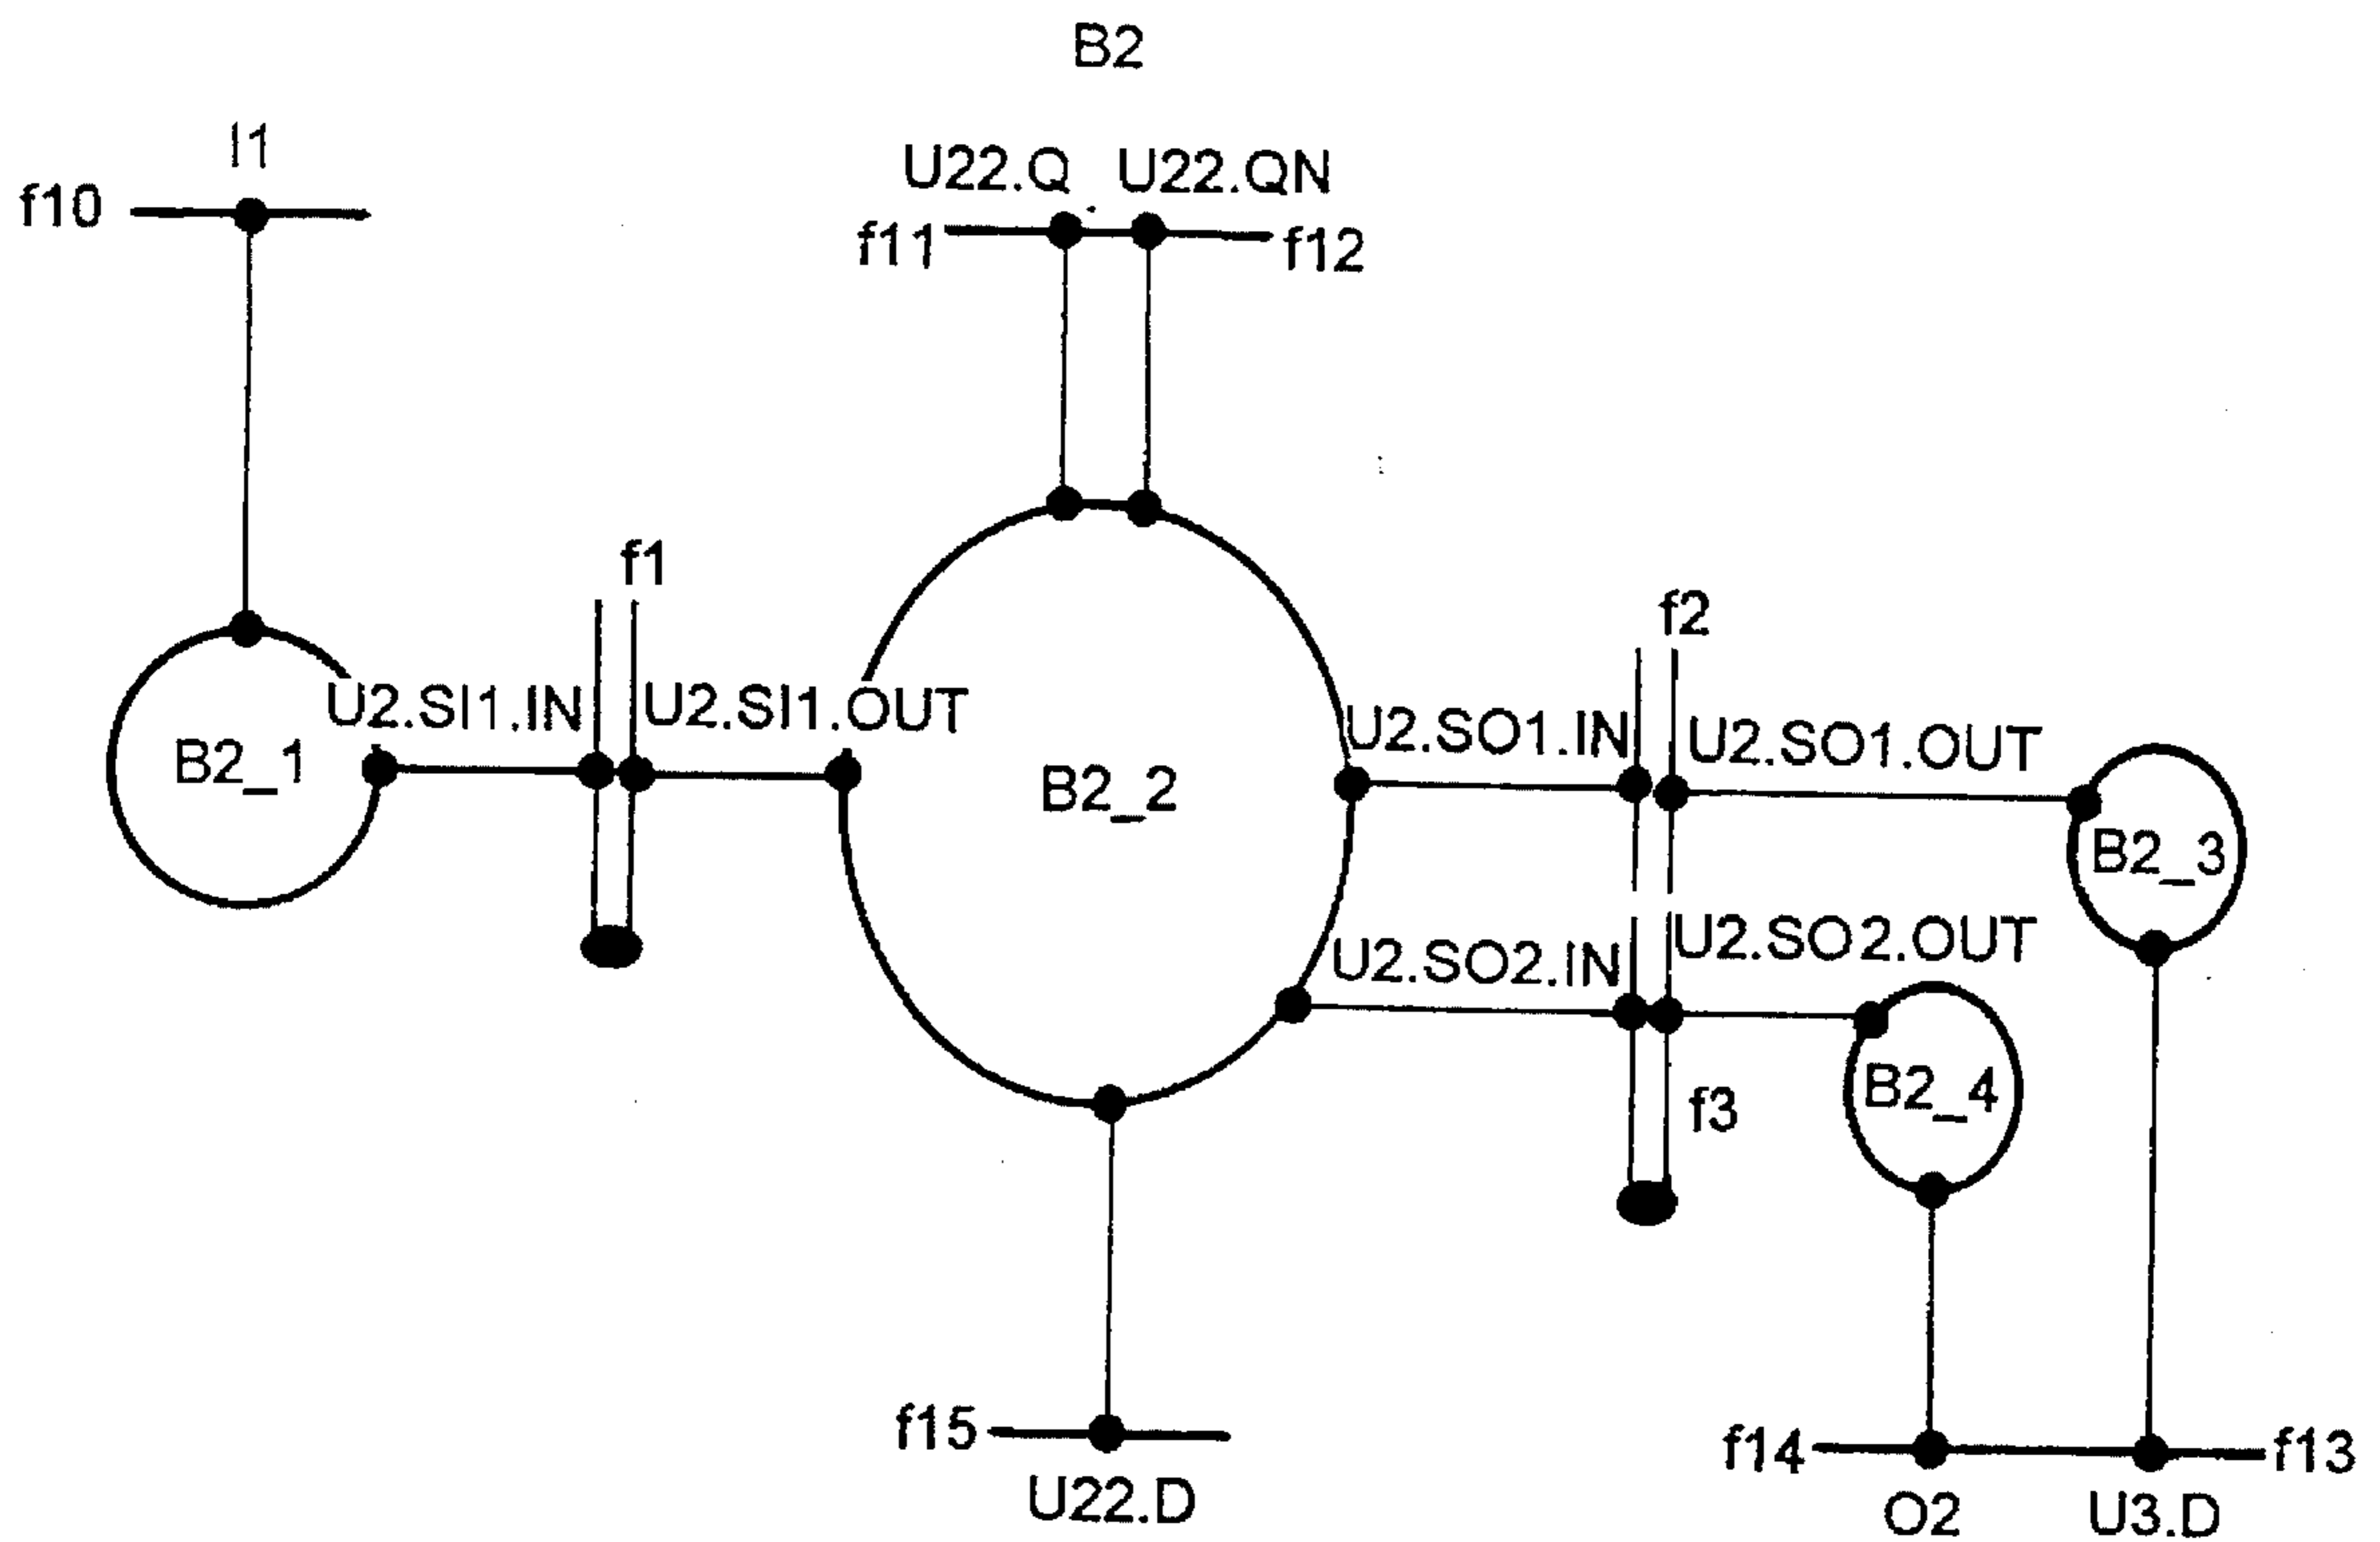 B2
I1
U22.Q U22.QN
f10
f11 f12
f1
f2
U2.SI1.IN U2.SI1.OUT
U2.SO1.IN U2.SO1.OUT
B2_1
B2_2
B2_3
U2.SO2.IN U2.SO2.OUT
B2_4
f3
f15
f14 f13
U22.D
O2 U3.D